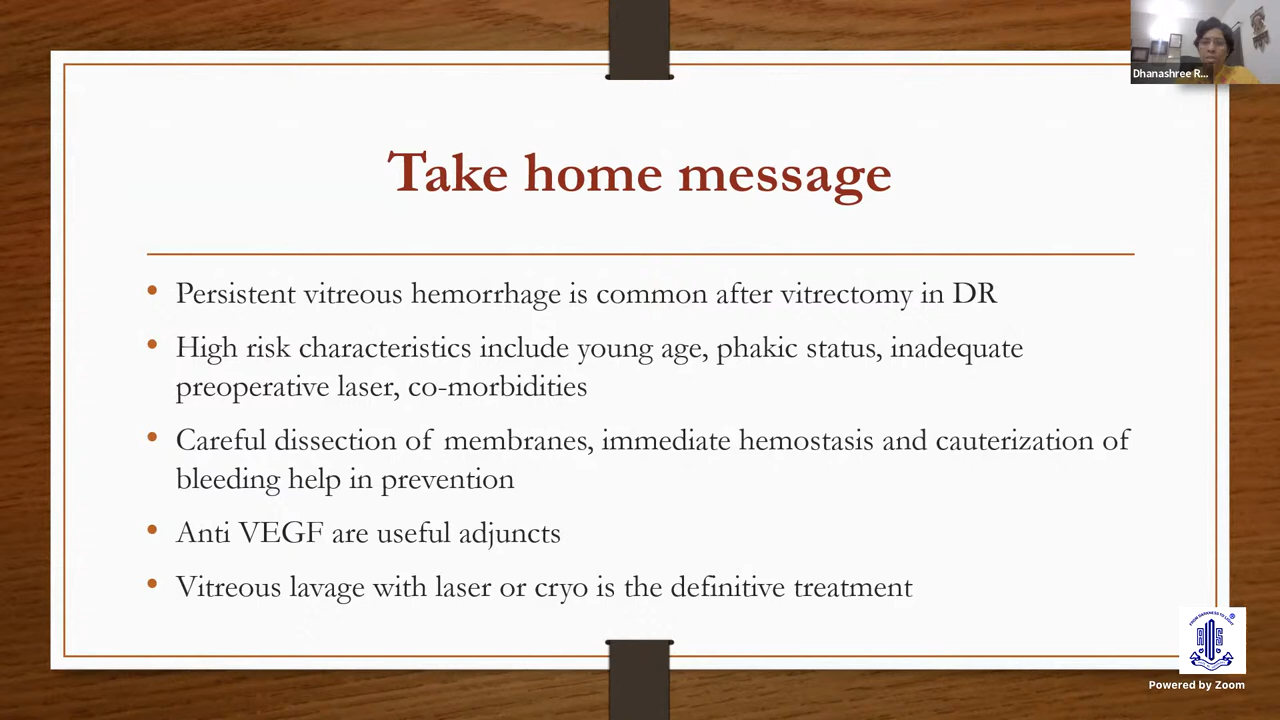 Dhanashree R...
Take home message
• Persistent vitreous hemorrhage is common after vitrectomy in DR
• High risk characteristics include young age, phakic status, inadequate
preoperative laser, co-morbidities
• Careful dissection of membranes, immediate hemostasis and cauterization of
bleeding help in prevention
• Anti VEGF are useful adjuncts
• Vitreous lavage with laser or cryo is the definitive treatment
Powered by Zoom